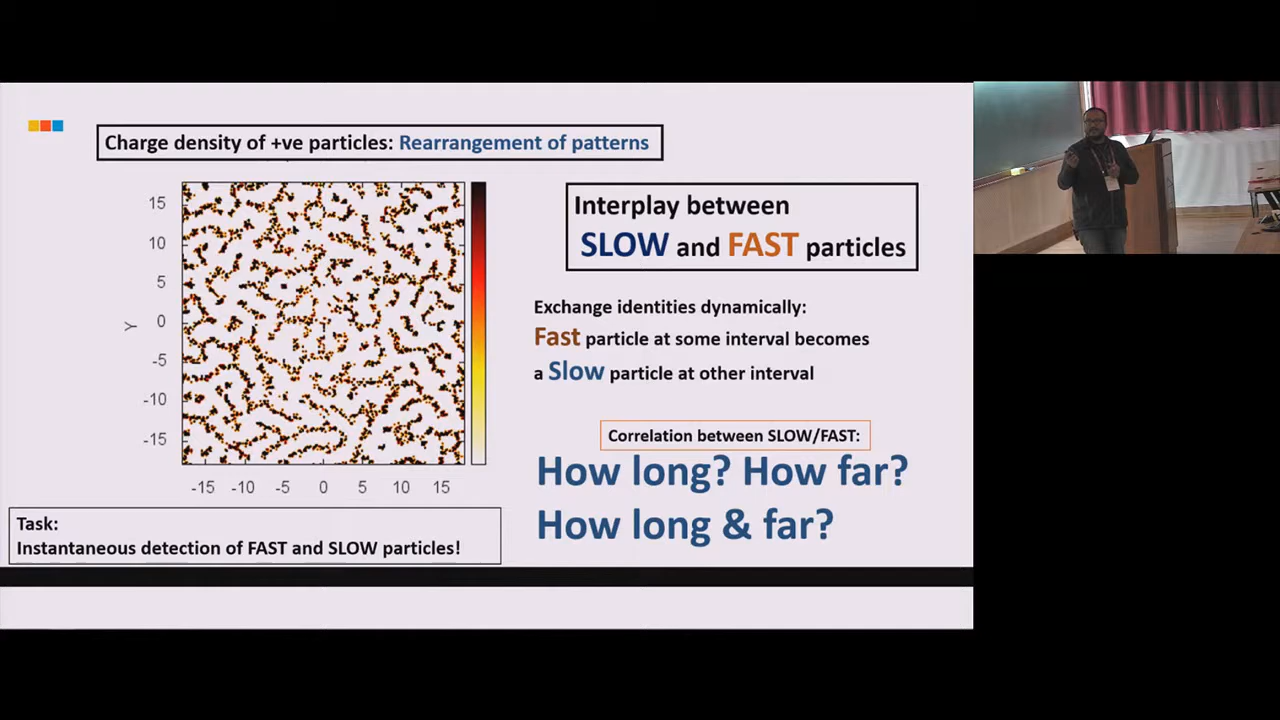 Charge density of +ve particles: Rearrangement of patterns
15
10
5
0
-5
-10
-15
Y
-15 -10 -5 0 5 10 15
Task:
Instantaneous detection of FAST and SLOW particles!
Interplay between
SLOW and FAST particles
Exchange identities dynamically:
Fast particle at some interval becomes
a Slow particle at other interval
Correlation between SLOW/FAST:
How long? How far?
How long & far?